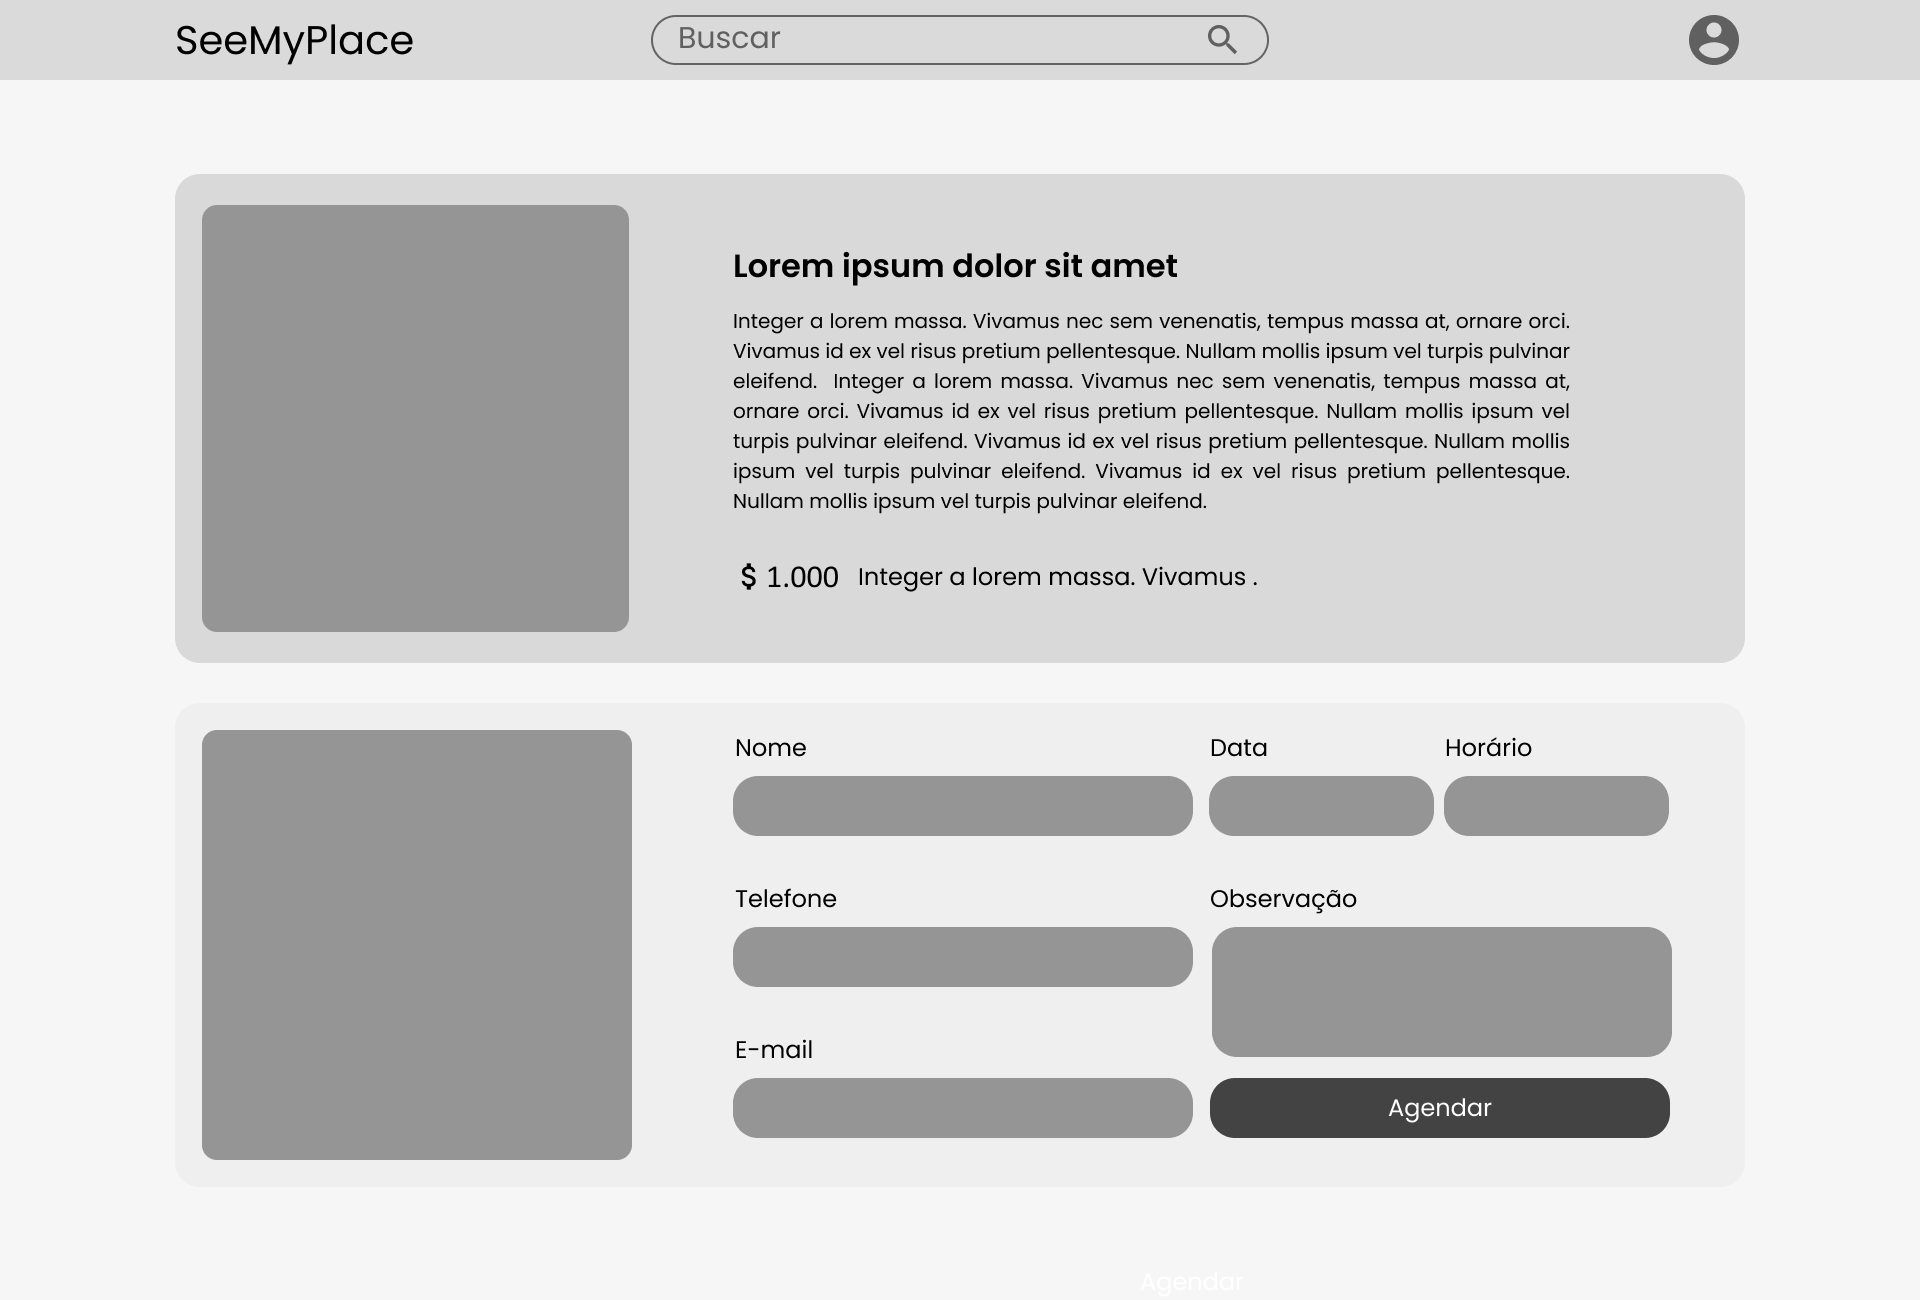 SeeMyPlace
Buscar
Lorem ipsum dolor sit amet
Integer a lorem massa. Vivamus nec sem venenatis, tempus massa at, ornare orci.
Vivamus id ex vel risus pretium pellentesque. Nullam mollis ipsum vel turpis pulvinar
eleifend. Integer a lorem massa. Vivamus nec sem venenatis, tempus massa at,
ornare orci. Vivamus id ex vel risus pretium pellentesque. Nullam mollis ipsum vel
turpis pulvinar eleifend. Vivamus id ex vel risus pretium pellentesque. Nullam mollis
ipsum vel turpis pulvinar eleifend. Vivamus id ex vel risus pretium pellentesque.
Nullam mollis ipsum vel turpis pulvinar eleifend.
$ 1.000 Integer a lorem massa. Vivamus .
Nome
Data
Horário
Telefone
Observação
E-mail
Agendar
Agendar